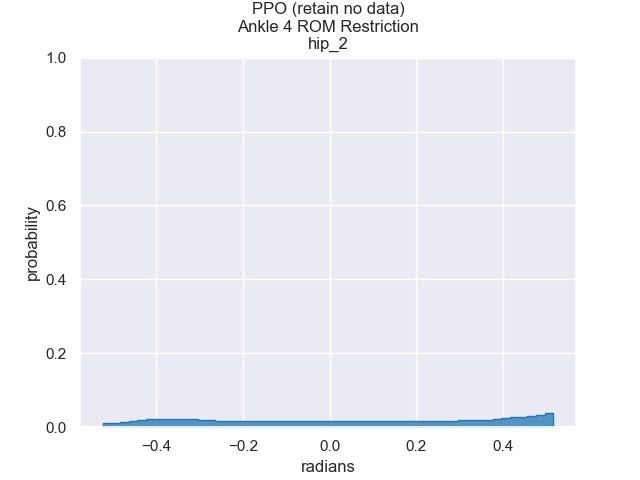 PPO (retain no data)
Ankle 4 ROM Restriction
hip_2
1.0
0.8
0.6
0.4
0.2
0.0
probability
−0.4
−0.2
0.0
0.2
0.4
radians